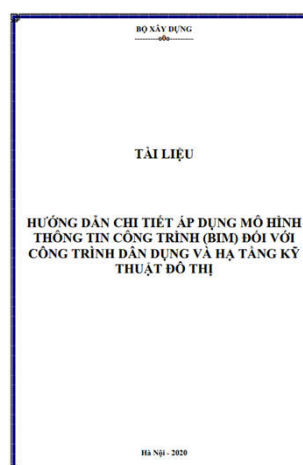 BỘ XÂY DỰNG
---------o0o---------
TÀI LIỆU
HƯỚNG DẪN CHI TIẾT ÁP DỤNG MÔ HÌNH
THÔNG TIN CÔNG TRÌNH (BIM) ĐỐI VỚI
CÔNG TRÌNH DÂN DỤNG VÀ HẠ TẦNG KỸ
THUẬT ĐÔ THỊ
Hà Nội - 2020